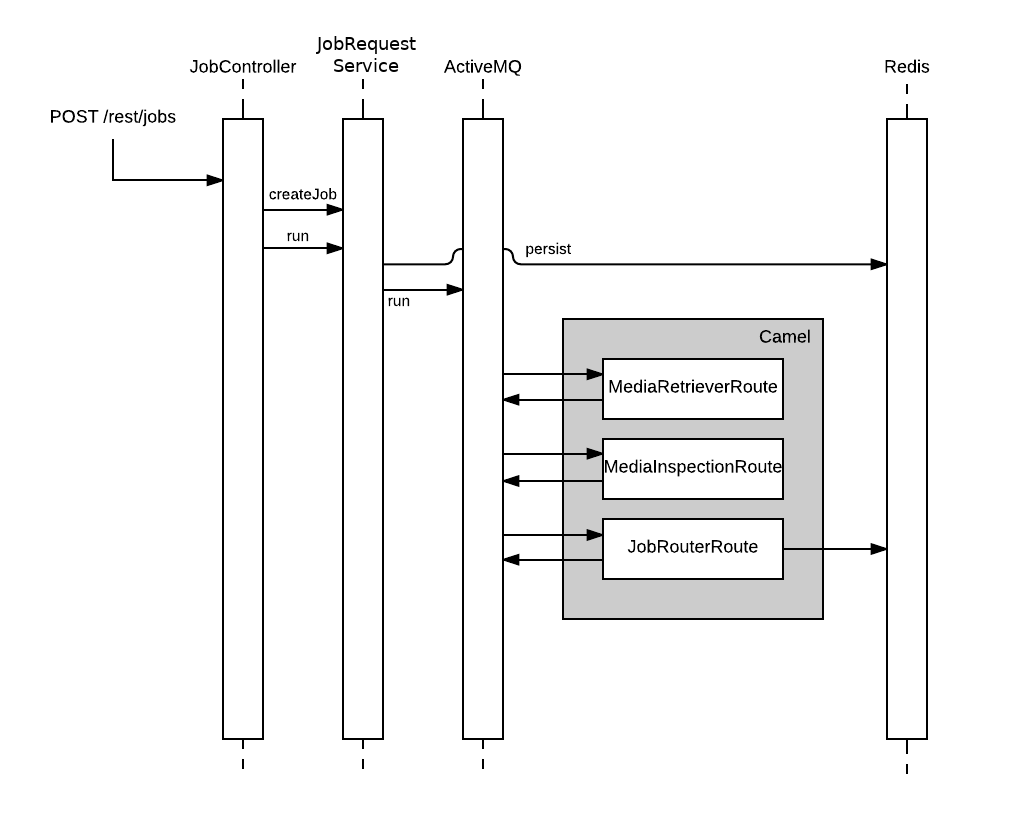 JobRequest
Service
JobController
ActiveMQ
Redis
POST /rest/jobs
createJob
run
persist
run
Camel
MediaRetrieverRoute
MediaInspectionRoute
JobRouterRoute